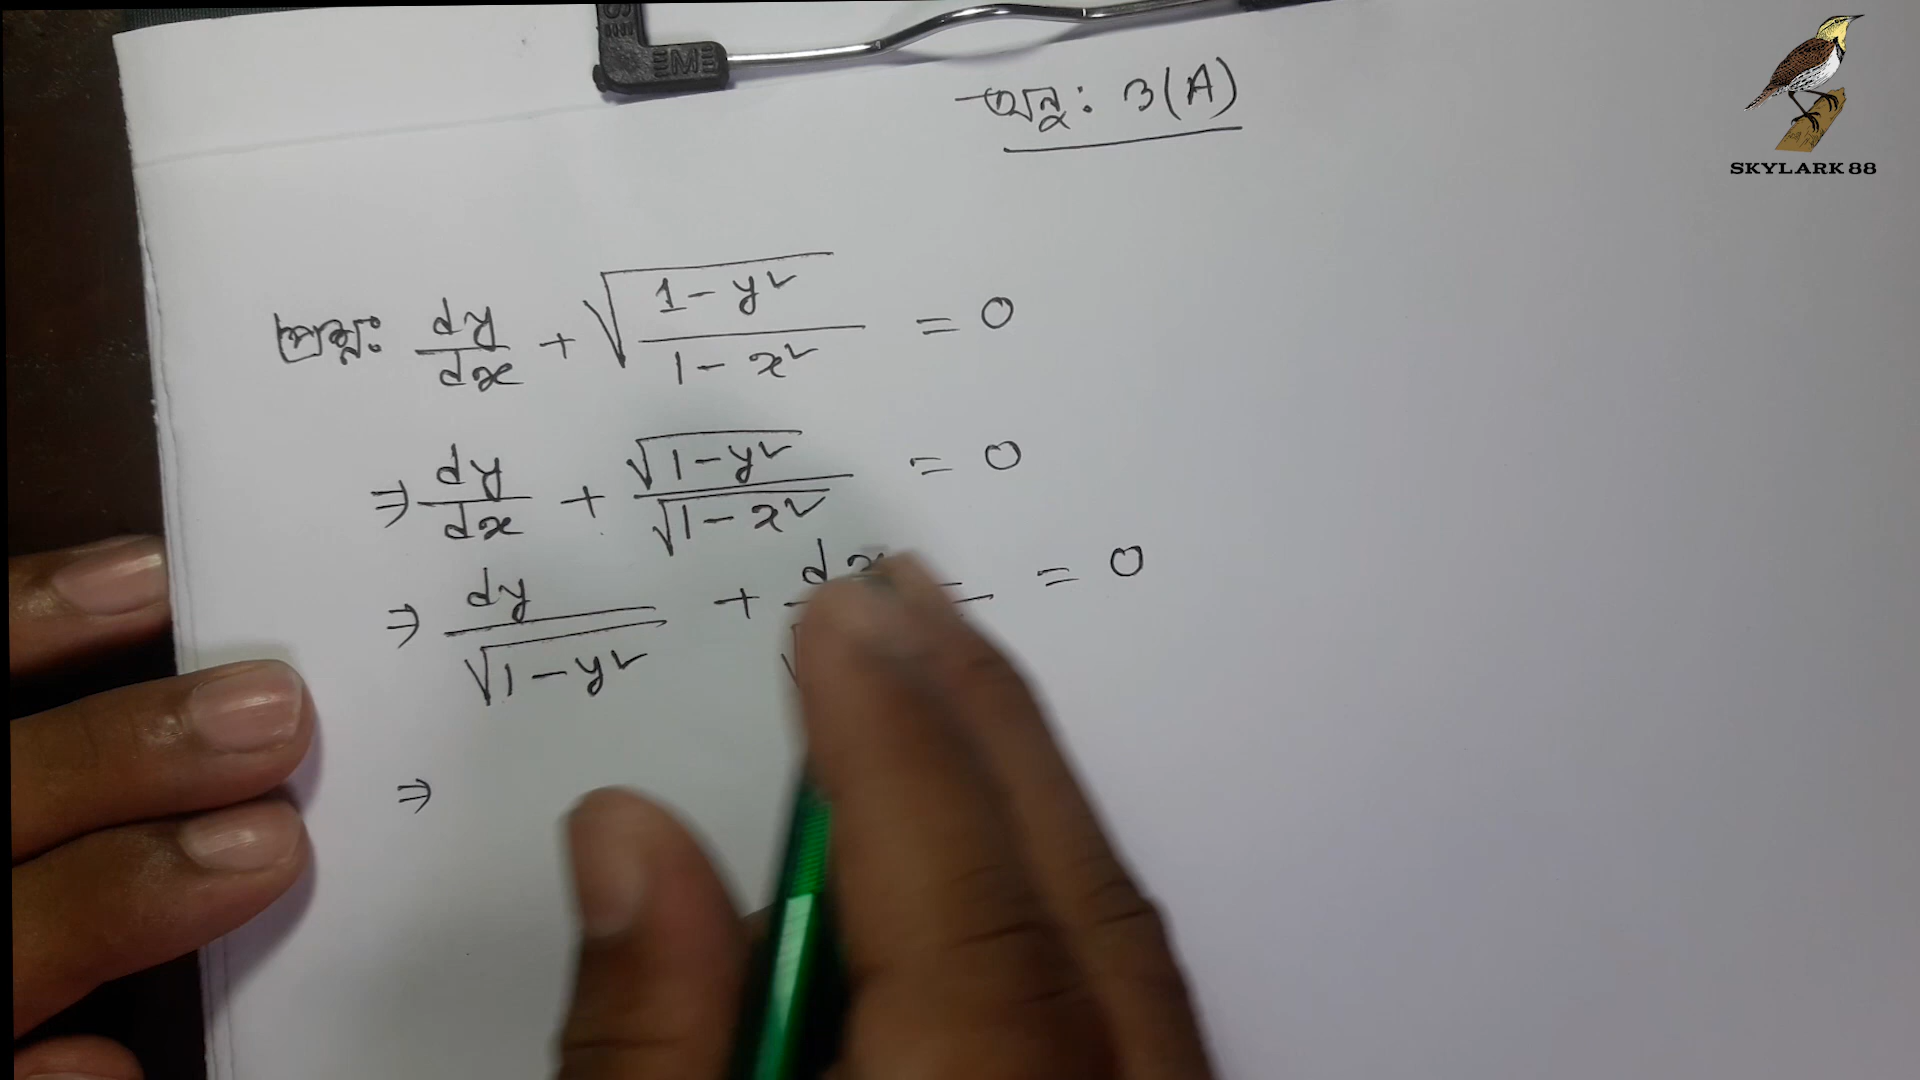 অনু: 3(A)
SKYLARK 88
প্রশ্ন: dy/dx + √((1-y²)/(1-x²)) = 0
⇒ dy/dx + √(1-y²)/√(1-x²) = 0
⇒ dy/√(1-y²) + dx = 0
⇒